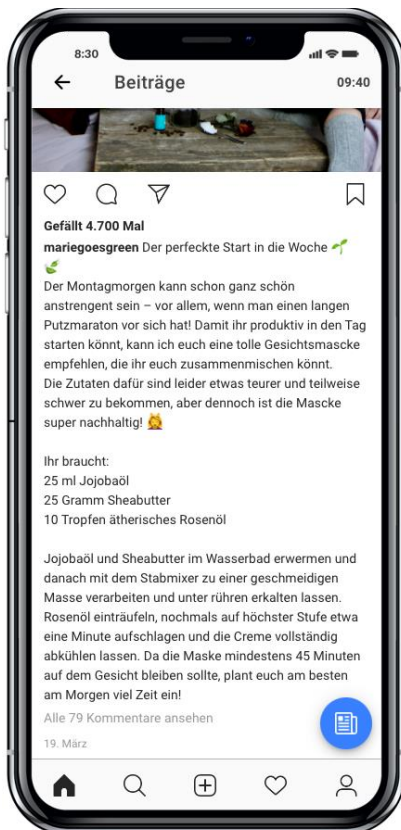 8:30
Beiträge
09:40
Gefällt 4.700 Mal
mariegoesgreen Der perfeckte Start in die Woche 🌱
🍃
Der Montagmorgen kann schon ganz schön
anstrengent sein – vor allem, wenn man einen langen
Putzmaraton vor sich hat! Damit ihr produktiv in den Tag
starten könnt, kann ich euch eine tolle Gesichtsmascke
empfehlen, die ihr euch zusammenmischen könnt.
Die Zutaten dafür sind leider etwas teurer und teilweise
schwer zu bekommen, aber dennoch ist die Mascke
super nachhaltig! 💆
Ihr braucht:
25 ml Jojobaöl
25 Gramm Sheabutter
10 Tropfen ätherisches Rosenöl
Jojobaöl und Sheabutter im Wasserbad erwermen und
danach mit dem Stabmixer zu einer geschmeidigen
Masse verarbeiten und unter rühren erkalten lassen.
Rosenöl einträufeln, nochmals auf höchster Stufe etwa
eine Minute aufschlagen und die Creme vollständig
abkühlen lassen. Da die Maske mindestens 45 Minuten
auf dem Gesicht bleiben sollte, plant euch am besten
am Morgen viel Zeit ein!
Alle 79 Kommentare ansehen
19. März